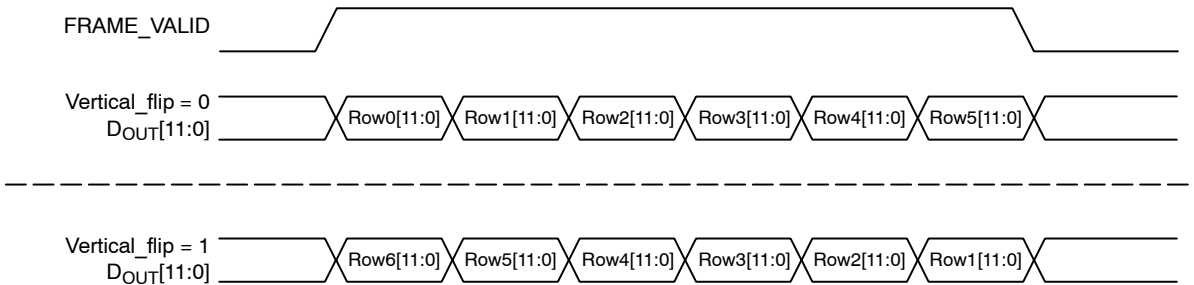 FRAME_VALID
Vertical_flip = 0
DOUT[11:0]
Row0[11:0] Row1[11:0] Row2[11:0] Row3[11:0] Row4[11:0] Row5[11:0]
Vertical_flip = 1
DOUT[11:0]
Row6[11:0] Row5[11:0] Row4[11:0] Row3[11:0] Row2[11:0] Row1[11:0]